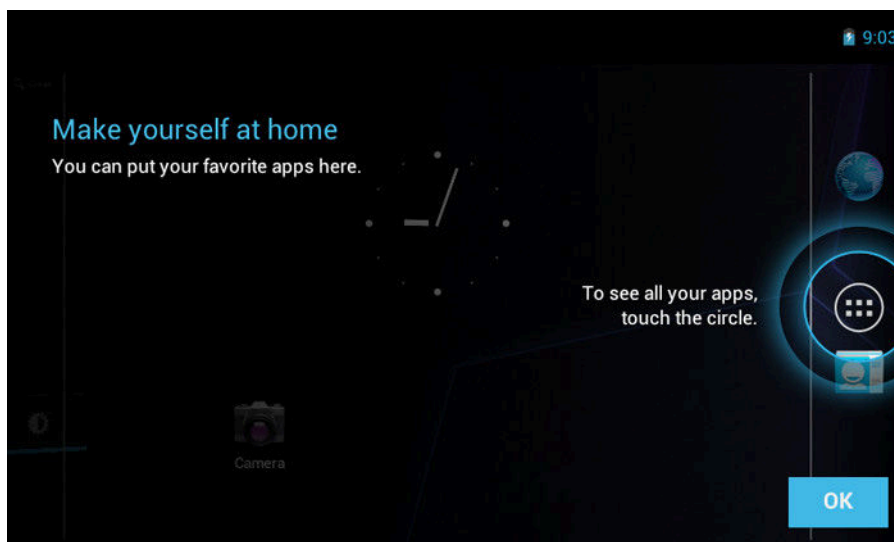 9:03
Make yourself at home
You can put your favorite apps here.
To see all your apps,
touch the circle.
Camera
OK